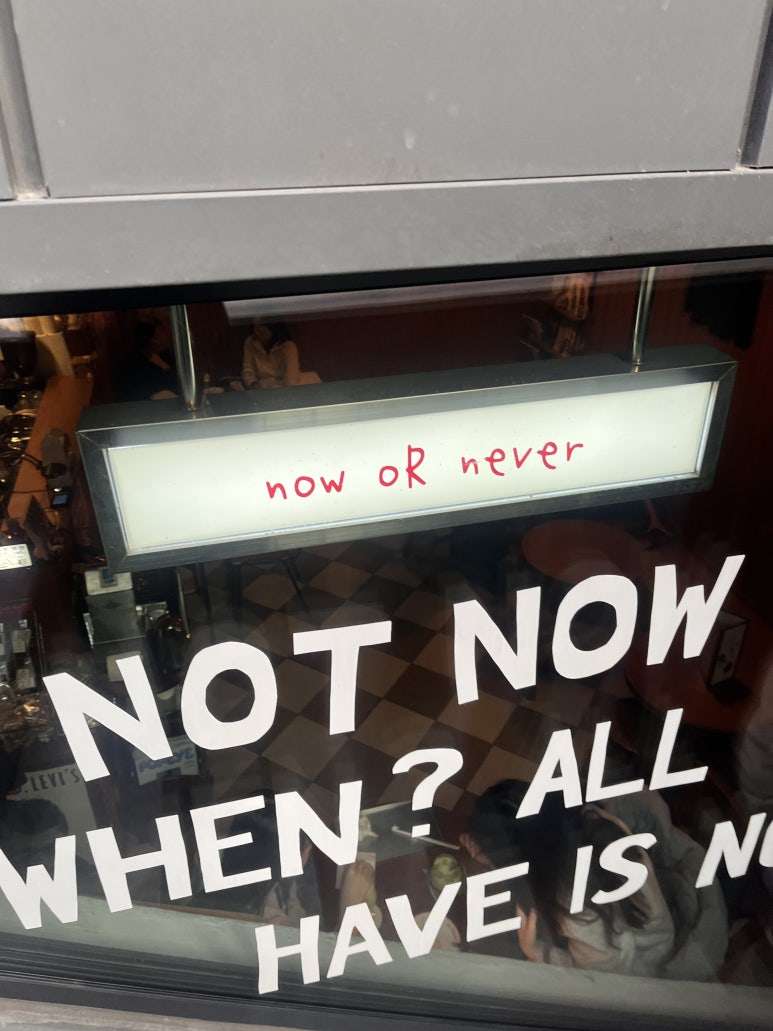 now oR never
NOT NOW
WHEN? ALL
HAVE IS
LEVI'S